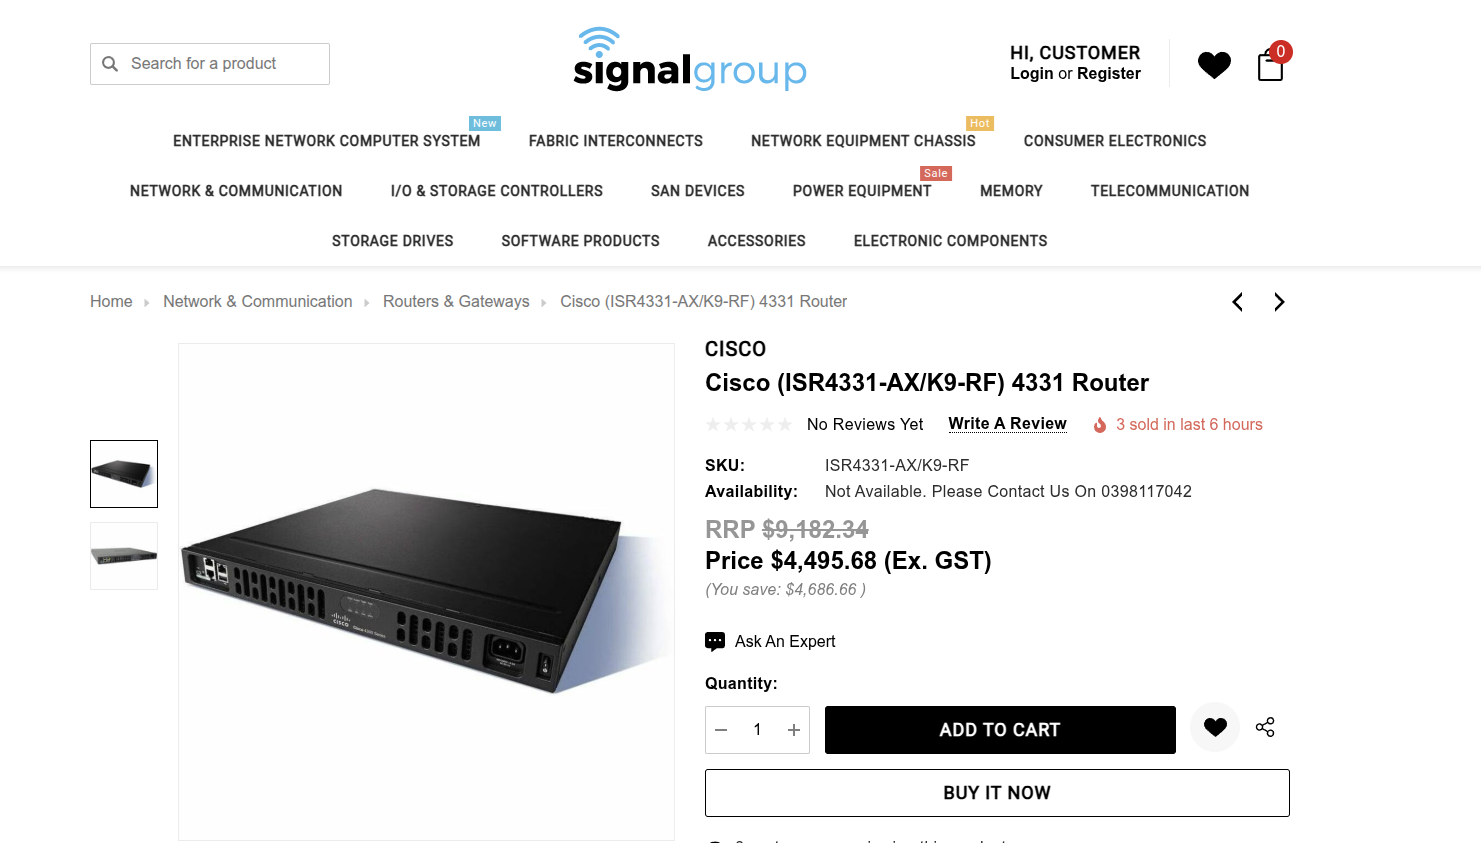 Search for a product
signalgroup
HI, CUSTOMER
Login or Register
0
New
Hot
ENTERPRISE NETWORK COMPUTER SYSTEM
FABRIC INTERCONNECTS
NETWORK EQUIPMENT CHASSIS
CONSUMER ELECTRONICS
Sale
NETWORK & COMMUNICATION
I/O & STORAGE CONTROLLERS
SAN DEVICES
POWER EQUIPMENT
MEMORY
TELECOMMUNICATION
STORAGE DRIVES
SOFTWARE PRODUCTS
ACCESSORIES
ELECTRONIC COMPONENTS
Home
Network & Communication
Routers & Gateways
Cisco (ISR4331-AX/K9-RF) 4331 Router
CISCO
Cisco (ISR4331-AX/K9-RF) 4331 Router
No Reviews Yet
Write A Review
3 sold in last 6 hours
SKU: ISR4331-AX/K9-RF
Availability: Not Available. Please Contact Us On 0398117042
RRP $9,182.34
Price $4,495.68 (Ex. GST)
(You save: $4,686.66 )
Ask An Expert
Quantity:
1
ADD TO CART
BUY IT NOW
CISCO